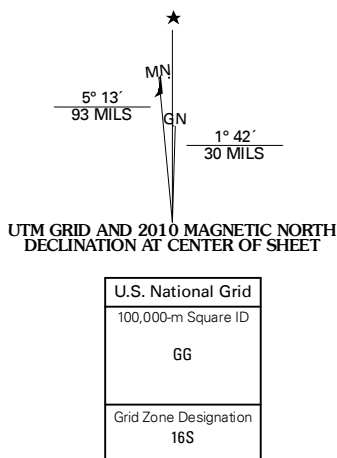 ★
M.N.
5° 13´
93 MILS
GN
1° 42´
30 MILS
UTM GRID AND 2010 MAGNETIC NORTH
DECLINATION AT CENTER OF SHEET
U.S. National Grid
100,000-m Square ID
GG
Grid Zone Designation
16S